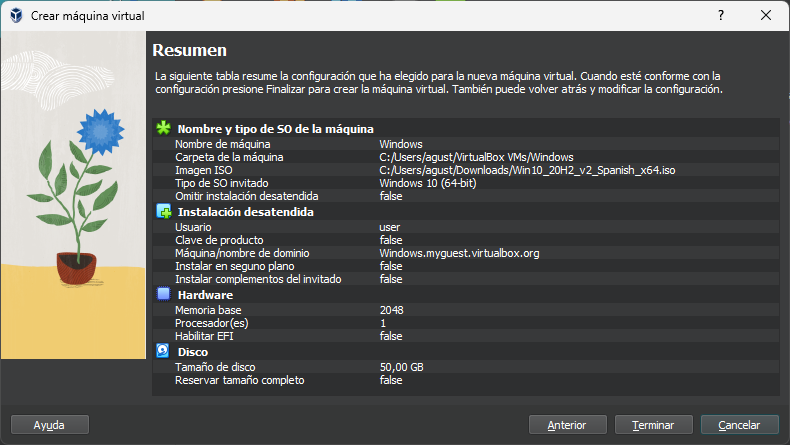 Crear máquina virtual
Resumen
La siguiente tabla resume la configuración que ha elegido para la nueva máquina virtual. Cuando esté conforme con la
configuración presione Finalizar para crear la máquina virtual. También puede volver atrás y modificar la configuración.
Nombre y tipo de SO de la máquina
Nombre de máquina Windows
Carpeta de la máquina C:/Users/agust/VirtualBox VMs/Windows
Imagen ISO C:/Users/agust/Downloads/Win10_20H2_v2_Spanish_x64.iso
Tipo de SO invitado Windows 10 (64-bit)
Omitir instalación desatendida false
Instalación desatendida
Usuario user
Clave de producto false
Máquina/nombre de dominio Windows.myguest.virtualbox.org
Instalar en seguno plano false
Instalar complementos del invitado false
Hardware
Memoria base 2048
Procesador(es) 1
Habilitar EFI false
Disco
Tamaño de disco 50,00 GB
Reservar tamaño completo false
Ayuda Anterior Terminar Cancelar